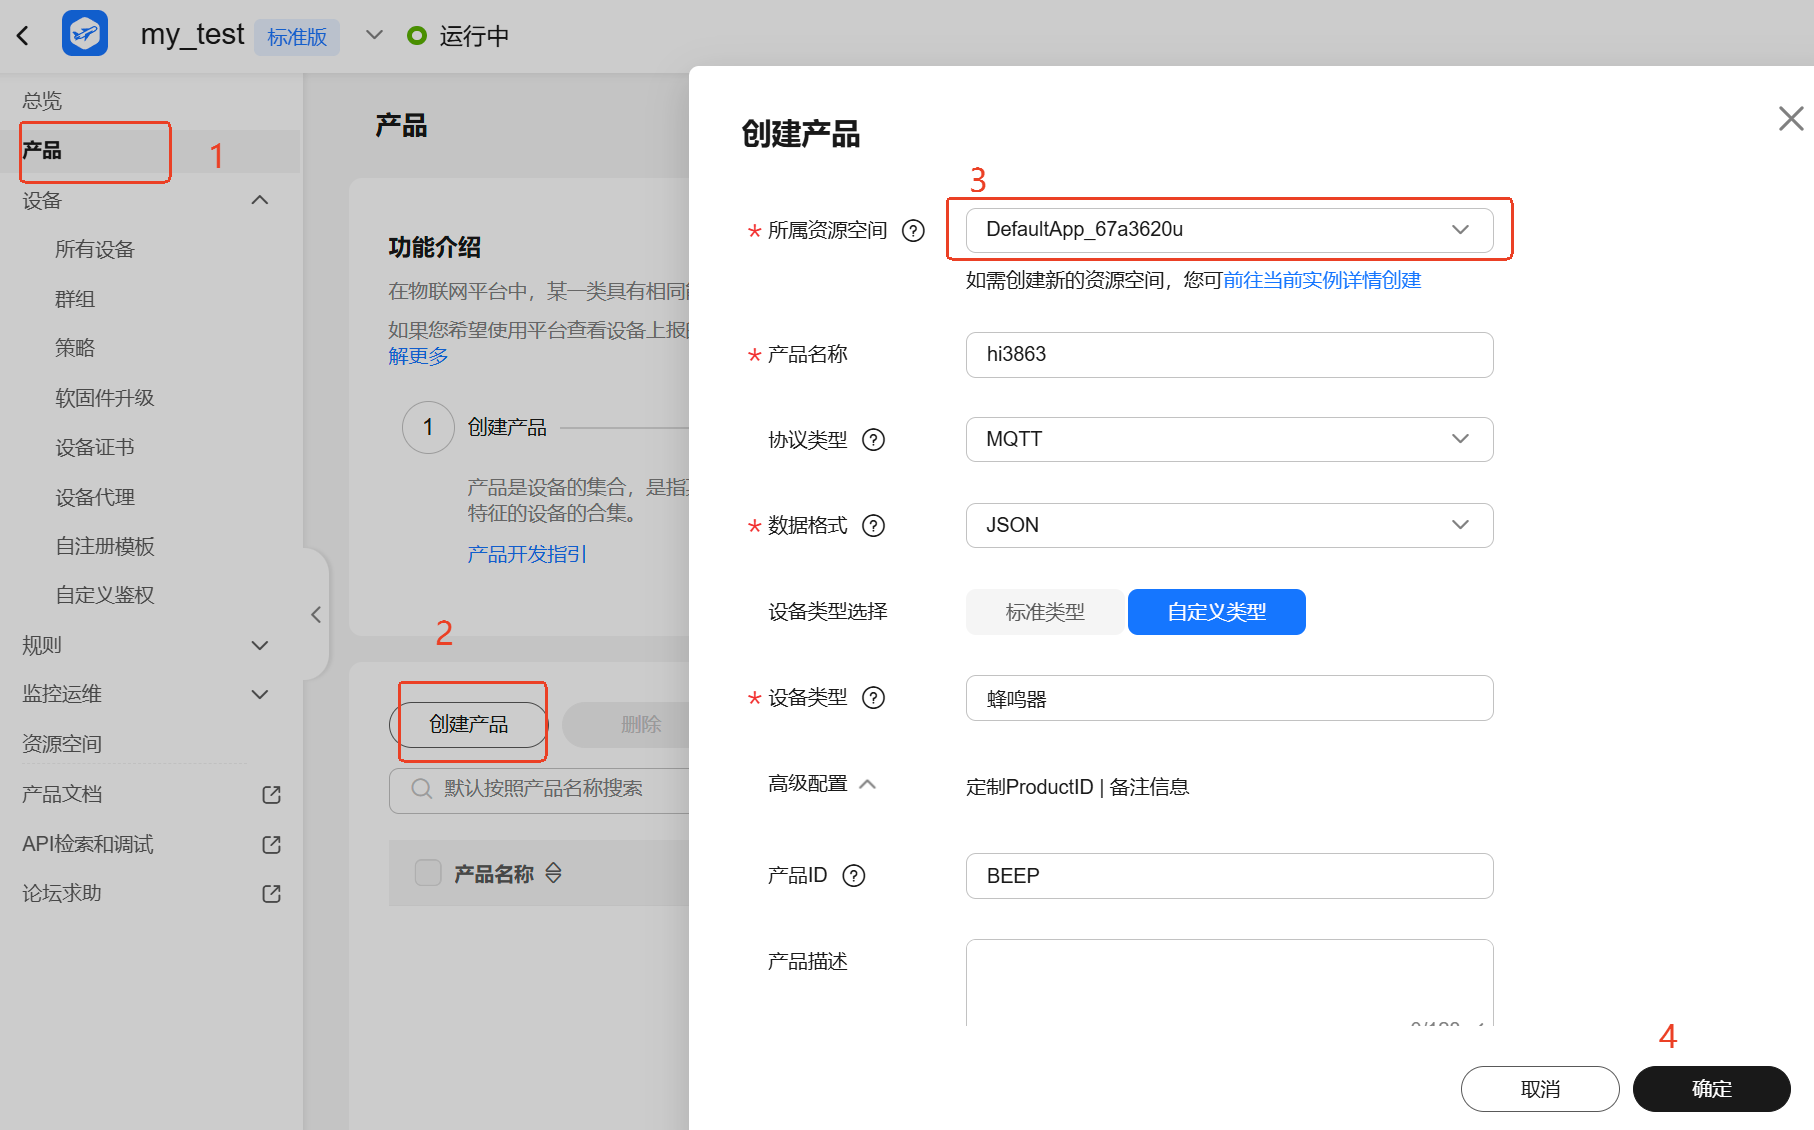 my_test 标准版 运行中
总览
产品 1
设备
所有设备
群组
策略
软固件升级
设备证书
设备代理
自注册模板
自定义鉴权
规则
监控运维
资源空间
产品文档
API检索和调试
论坛求助
产品
功能介绍
在物联网平台中，某一类具有相同
如果您希望使用平台查看设备上报
解更多
1 创建产品
产品是设备的集合，是指
特征的设备的合集。
产品开发指引
2
创建产品 删除
默认按照产品名称搜索
产品名称
创建产品
3
* 所属资源空间 ? DefaultApp_67a3620u
如需创建新的资源空间，您可前往当前实例详情创建
* 产品名称 hi3863
协议类型 ? MQTT
* 数据格式 ? JSON
设备类型选择 标准类型 自定义类型
* 设备类型 ? 蜂鸣器
高级配置 定制ProductID | 备注信息
产品ID ? BEEP
产品描述
4
取消 确定